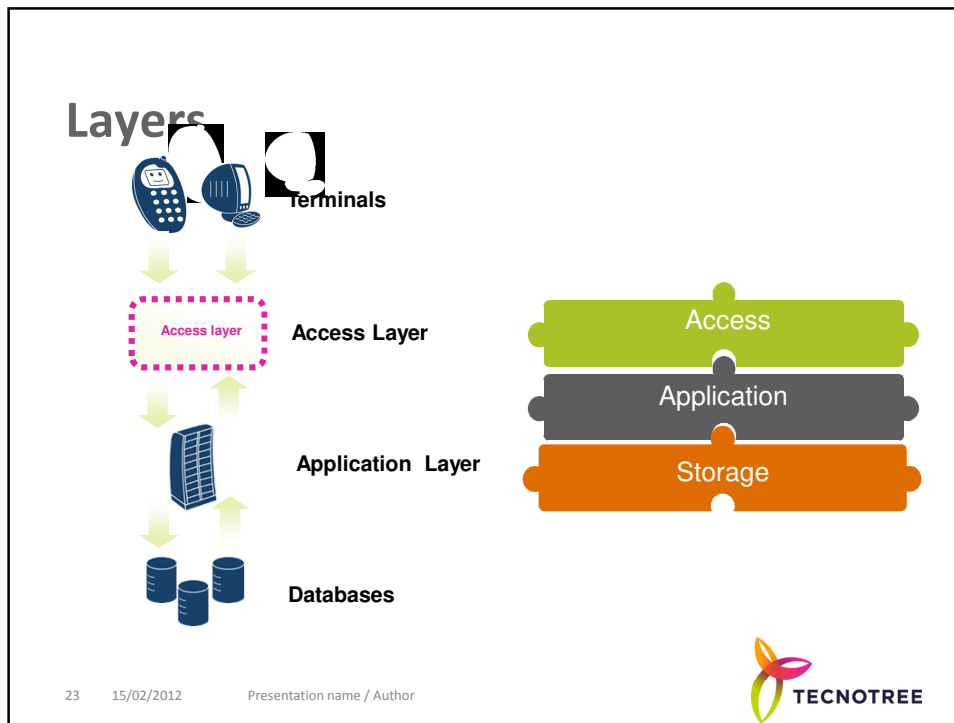 Layers
Terminals
Access layer
Access Layer
Application Layer
Databases
Access
Application
Storage
23 15/02/2012 Presentation name / Author
TECNOTREE